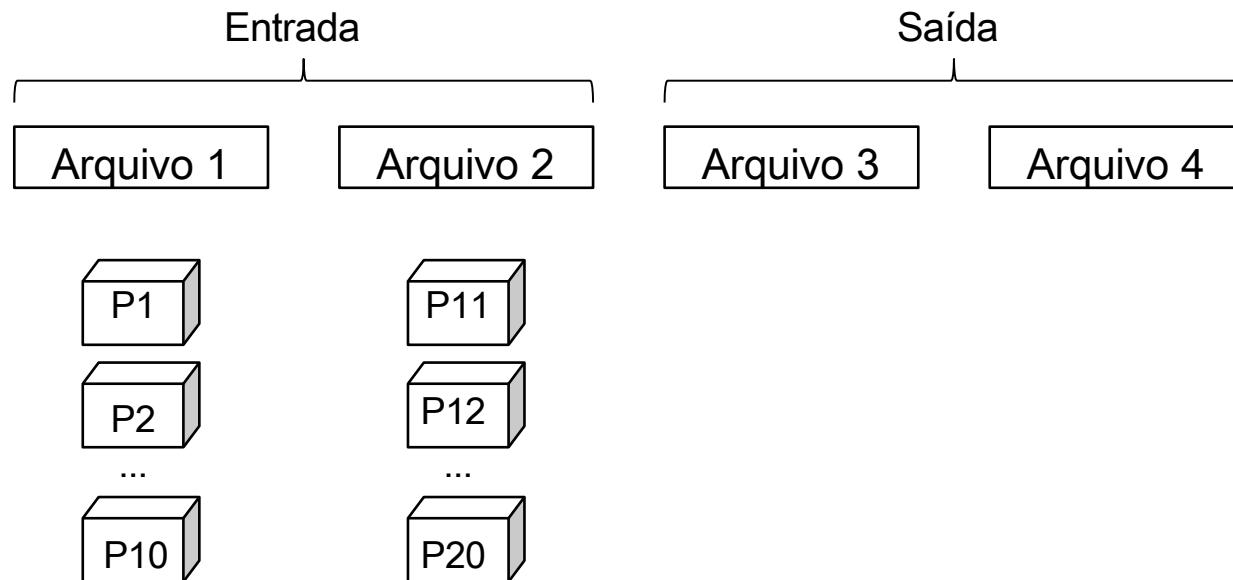 Entrada
Saída
Arquivo 1
Arquivo 2
Arquivo 3
Arquivo 4
P1
P11
P2
P12
...
...
P10
P20